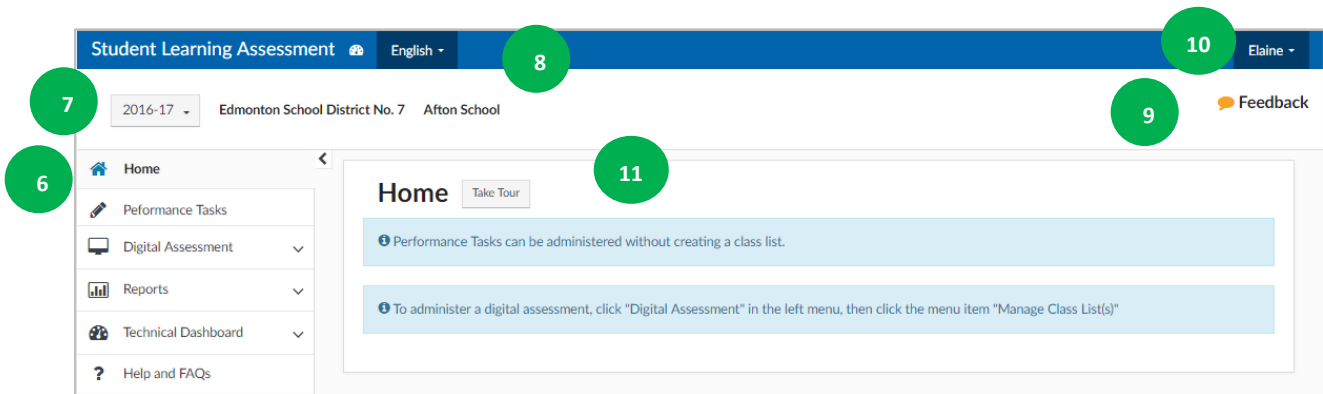 Student Learning Assessment English 8 10 Elaine
7 2016-17 Edmonton School District No. 7 Afton School 9 Feedback
6 Home 11
Home Take Tour
Peformance Tasks
Performance Tasks can be administered without creating a class list.
Digital Assessment
Reports
To administer a digital assessment, click "Digital Assessment" in the left menu, then click the menu item "Manage Class List(s)"
Technical Dashboard
? Help and FAQs